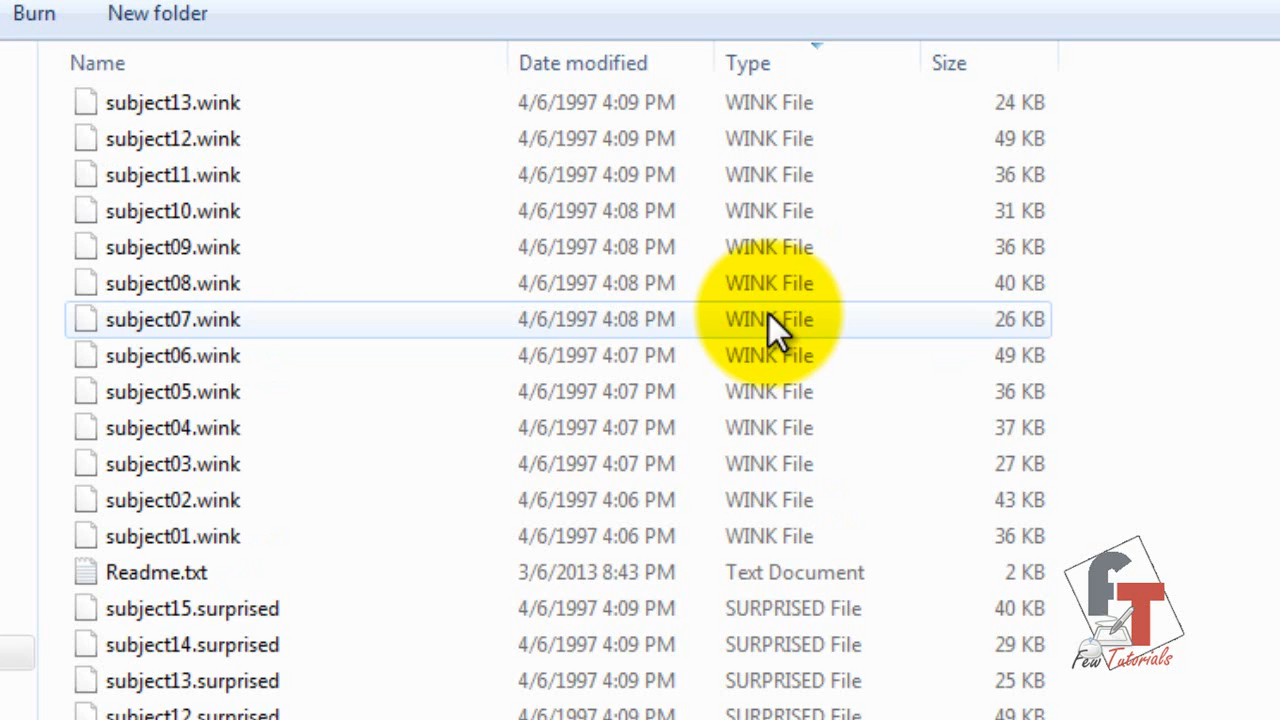 Burn New folder
Name Date modified Type Size
subject13.wink 4/6/1997 4:09 PM WINK File 24 KB
subject12.wink 4/6/1997 4:09 PM WINK File 49 KB
subject11.wink 4/6/1997 4:09 PM WINK File 36 KB
subject10.wink 4/6/1997 4:08 PM WINK File 31 KB
subject09.wink 4/6/1997 4:08 PM WINK File 36 KB
subject08.wink 4/6/1997 4:08 PM WINK File 40 KB
subject07.wink 4/6/1997 4:08 PM WINK File 26 KB
subject06.wink 4/6/1997 4:07 PM WINK File 49 KB
subject05.wink 4/6/1997 4:07 PM WINK File 36 KB
subject04.wink 4/6/1997 4:07 PM WINK File 37 KB
subject03.wink 4/6/1997 4:07 PM WINK File 27 KB
subject02.wink 4/6/1997 4:06 PM WINK File 43 KB
subject01.wink 4/6/1997 4:06 PM WINK File 36 KB
Readme.txt 3/6/2013 8:43 PM Text Document 2 KB
subject15.surprised 4/6/1997 4:09 PM SURPRISED File 40 KB
subject14.surprised 4/6/1997 4:09 PM SURPRISED File 29 KB
subject13.surprised 4/6/1997 4:09 PM SURPRISED File 25 KB
subject12.surprised 4/6/1997 4:09 PM SURPRISED File 49 KB
FT
Few Tutorials